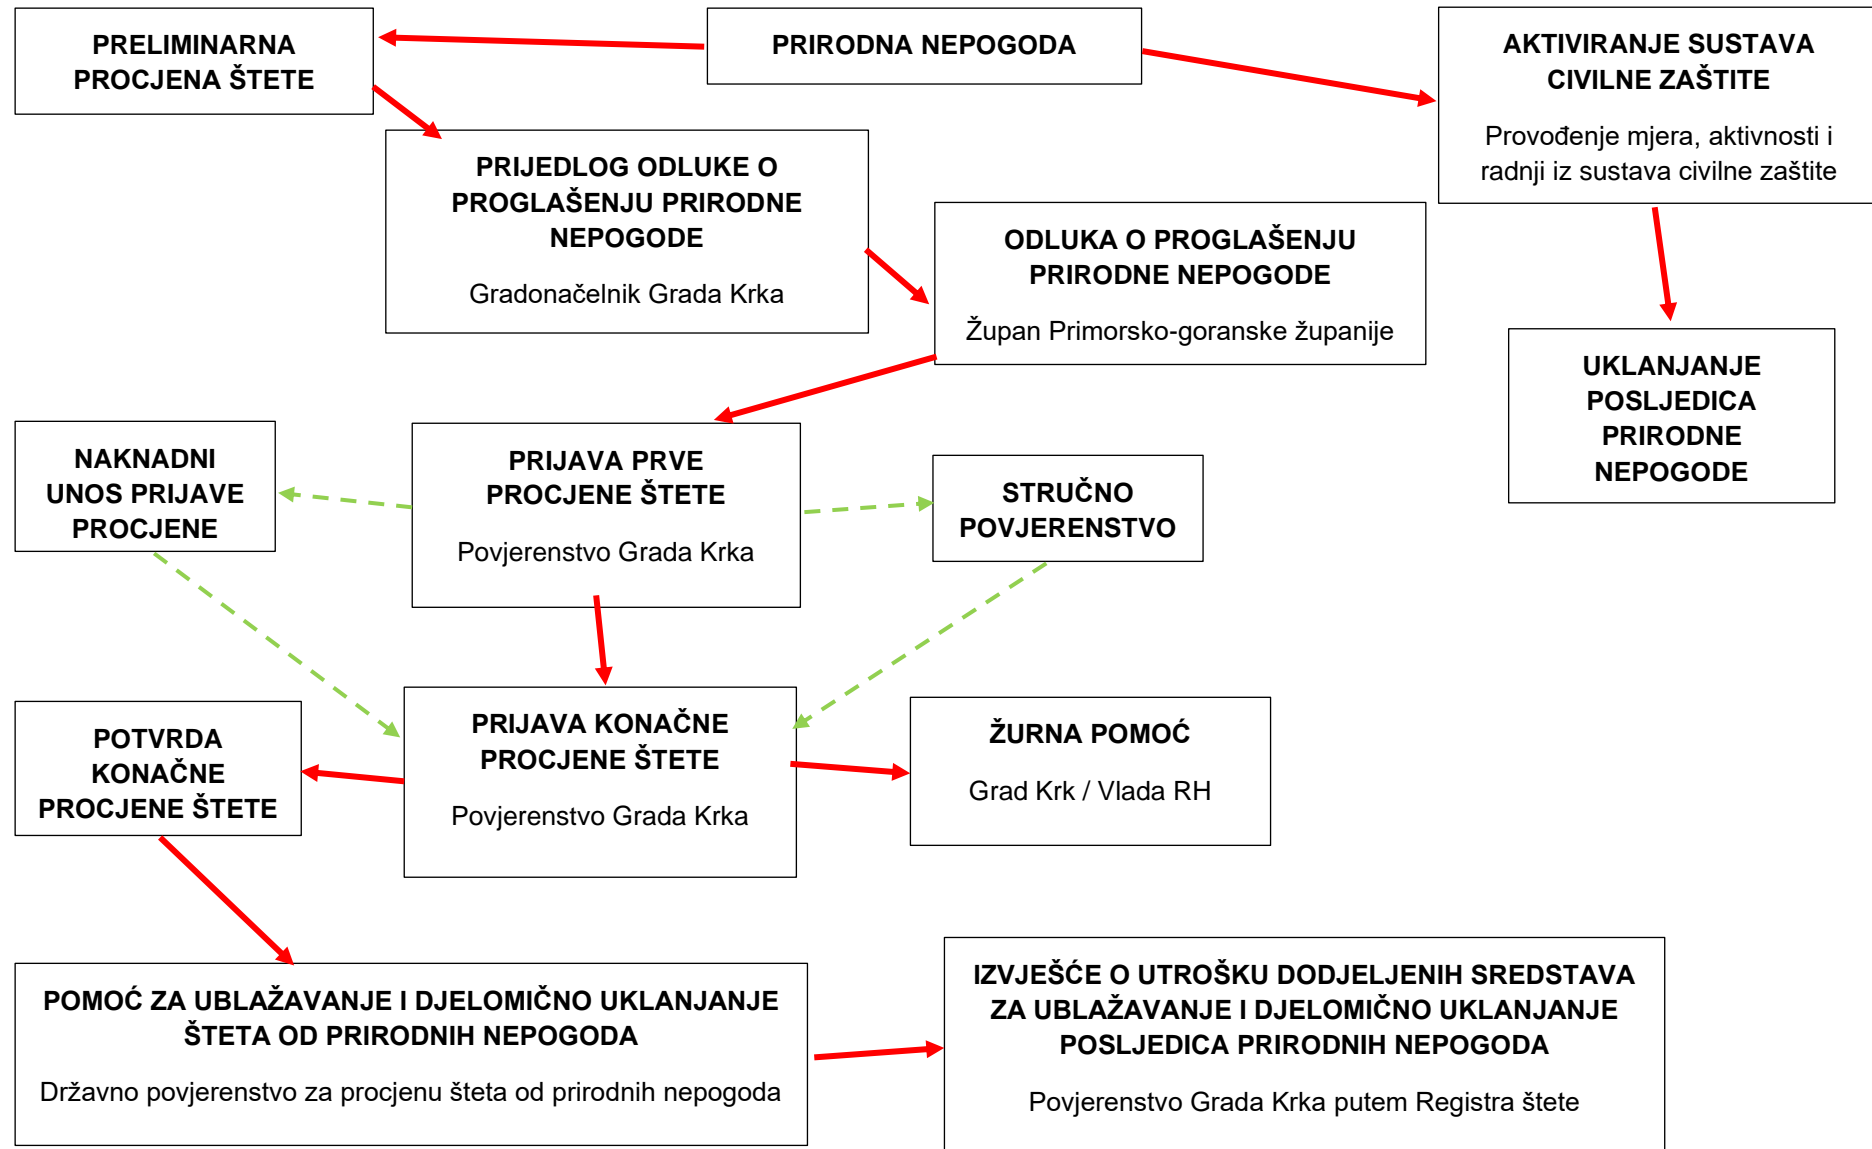 PRELIMINARNA
PROCJENA ŠTETE
PRIRODNA NEPOGODA
AKTIVIRANJE SUSTAVA
CIVILNE ZAŠTITE
Provođenje mjera, aktivnosti i
radnji iz sustava civilne zaštite
PRIJEDLOG ODLUKE O
PROGLAŠENJU PRIRODNE
NEPOGODE
Gradonačelnik Grada Krka
ODLUKA O PROGLAŠENJU
PRIRODNE NEPOGODE
Župan Primorsko-goranske županije
UKLANJANJE
POSLJEDICA
PRIRODNE
NEPOGODE
NAKNADNI
UNOS PRIJAVE
PROCJENE
PRIJAVA PRVE
PROCJENE ŠTETE
Povjerenstvo Grada Krka
STRUČNO
POVJERENSTVO
POTVRDA
KONAČNE
PROCJENE ŠTETE
PRIJAVA KONAČNE
PROCJENE ŠTETE
Povjerenstvo Grada Krka
ŽURNA POMOĆ
Grad Krk / Vlada RH
POMOĆ ZA UBLAŽAVANJE I DJELOMIČNO UKLANJANJE
ŠTETA OD PRIRODNIH NEPOGODA
Državno povjerenstvo za procjenu šteta od prirodnih nepogoda
IZVJEŠĆE O UTROŠKU DODJELJENIH SREDSTAVA
ZA UBLAŽAVANJE I DJELOMIČNO UKLANJANJE
POSLJEDICA PRIRODNIH NEPOGODA
Povjerenstvo Grada Krka putem Registra štete